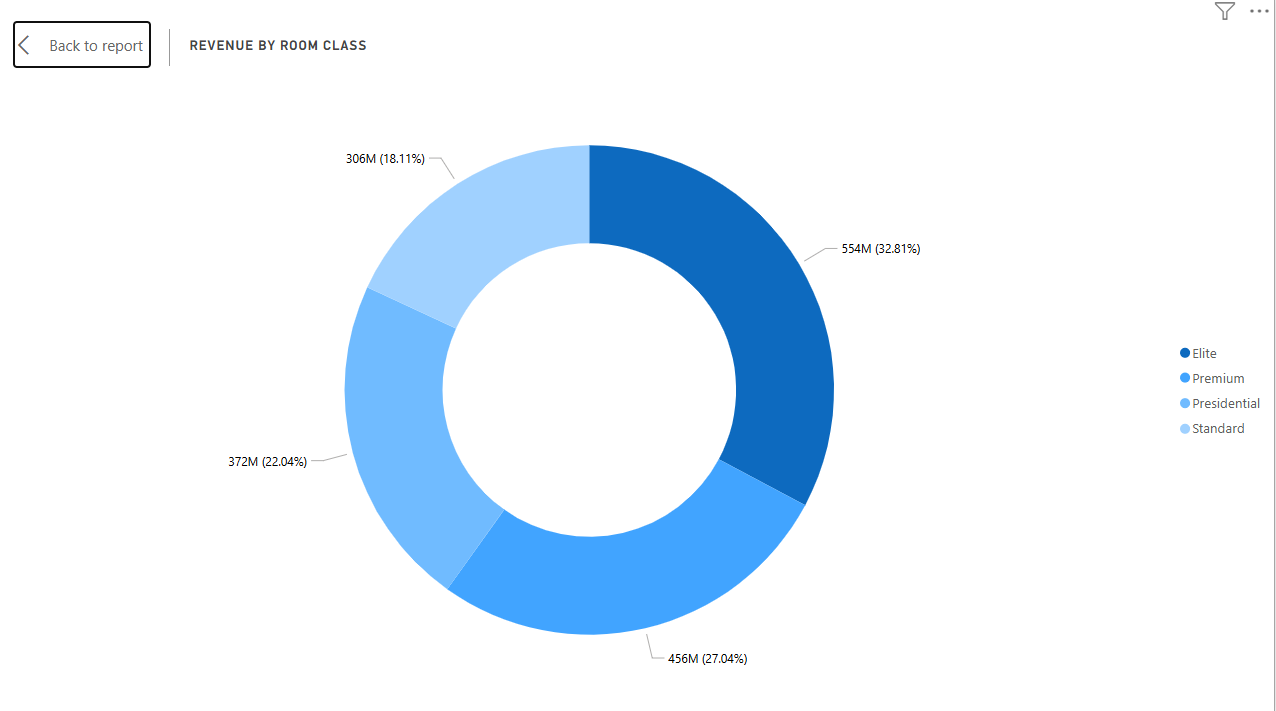 Back to report
REVENUE BY ROOM CLASS
306M (18.11%)
554M (32.81%)
372M (22.04%)
456M (27.04%)
Elite
Premium
Presidential
Standard